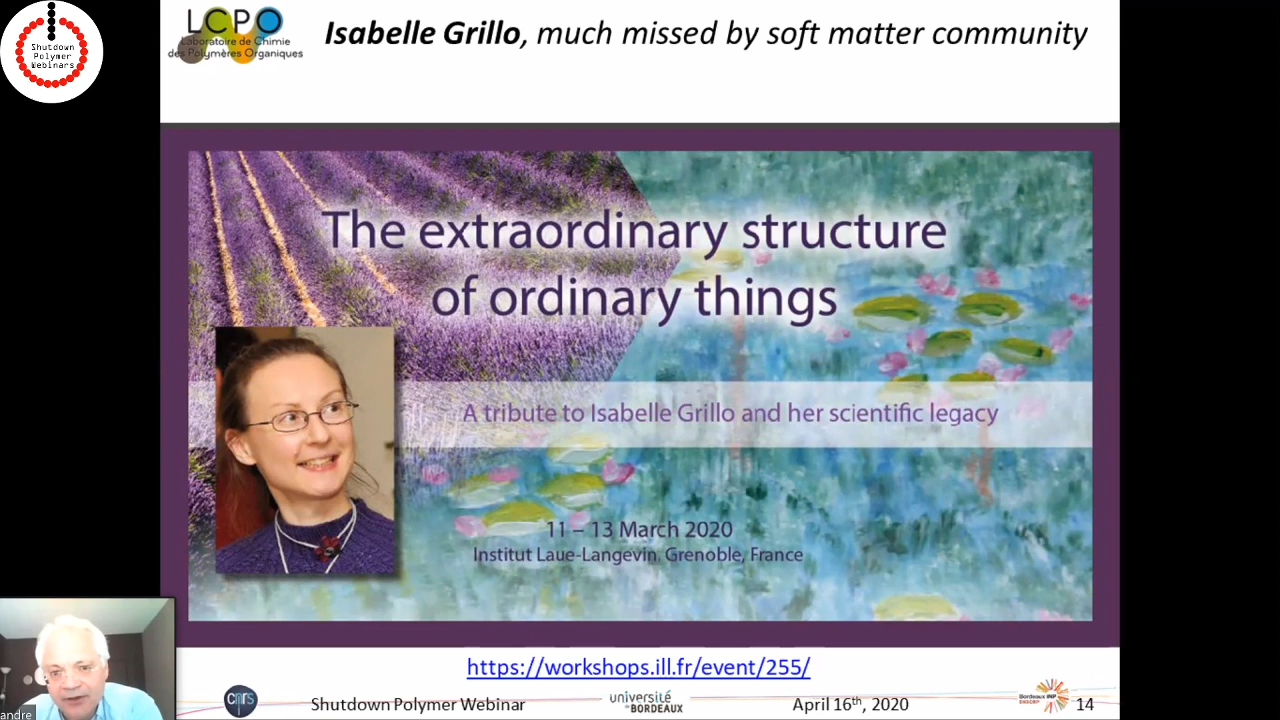 Shutdown
Polymer
Webinars
LCPO
Laboratoire de Chimie
des Polymères Organiques
Isabelle Grillo, much missed by soft matter community
The extraordinary structure
of ordinary things
A tribute to Isabelle Grillo and her scientific legacy
11 – 13 March 2020
Institut Laue-Langevin. Grenoble, France
https://workshops.ill.fr/event/255/
cnrs
Shutdown Polymer Webinar
université
de BORDEAUX
April 16th, 2020
Bordeaux INP
ENSCBP
14
andre